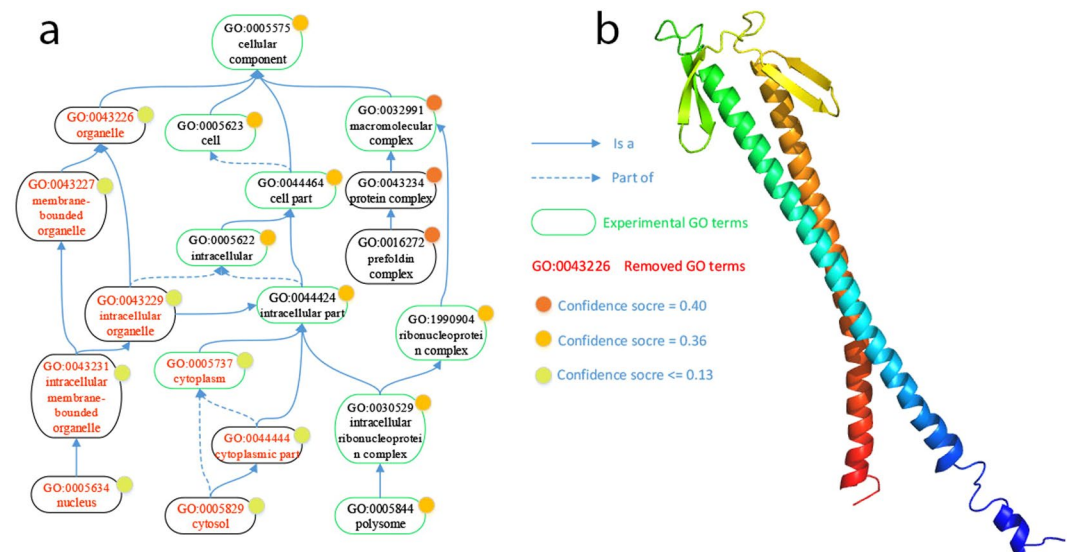 a
b
GO:0005575
cellular
component
GO:0043226
organelle
GO:0005623
cell
GO:0032991
macromolecular
complex
GO:0043227
membrane-
bounded
organelle
GO:0044464
cell part
GO:0043234
protein complex
GO:0005622
intracellular
GO:0016272
prefoldin
complex
GO:0043229
intracellular
organelle
GO:0044424
intracellular part
GO:1990904
ribonucleoprotei
n complex
GO:0043231
intracellular
membrane-
bounded
organelle
GO:0005737
cytoplasm
GO:0030529
intracellular
ribonucleoprotei
n complex
GO:0044444
cytoplasmic part
GO:0005634
nucleus
GO:0005829
cytosol
GO:0005844
polysome
Is a
Part of
Experimental GO terms
GO:0043226 Removed GO terms
Confidence socre = 0.40
Confidence socre = 0.36
Confidence socre <= 0.13